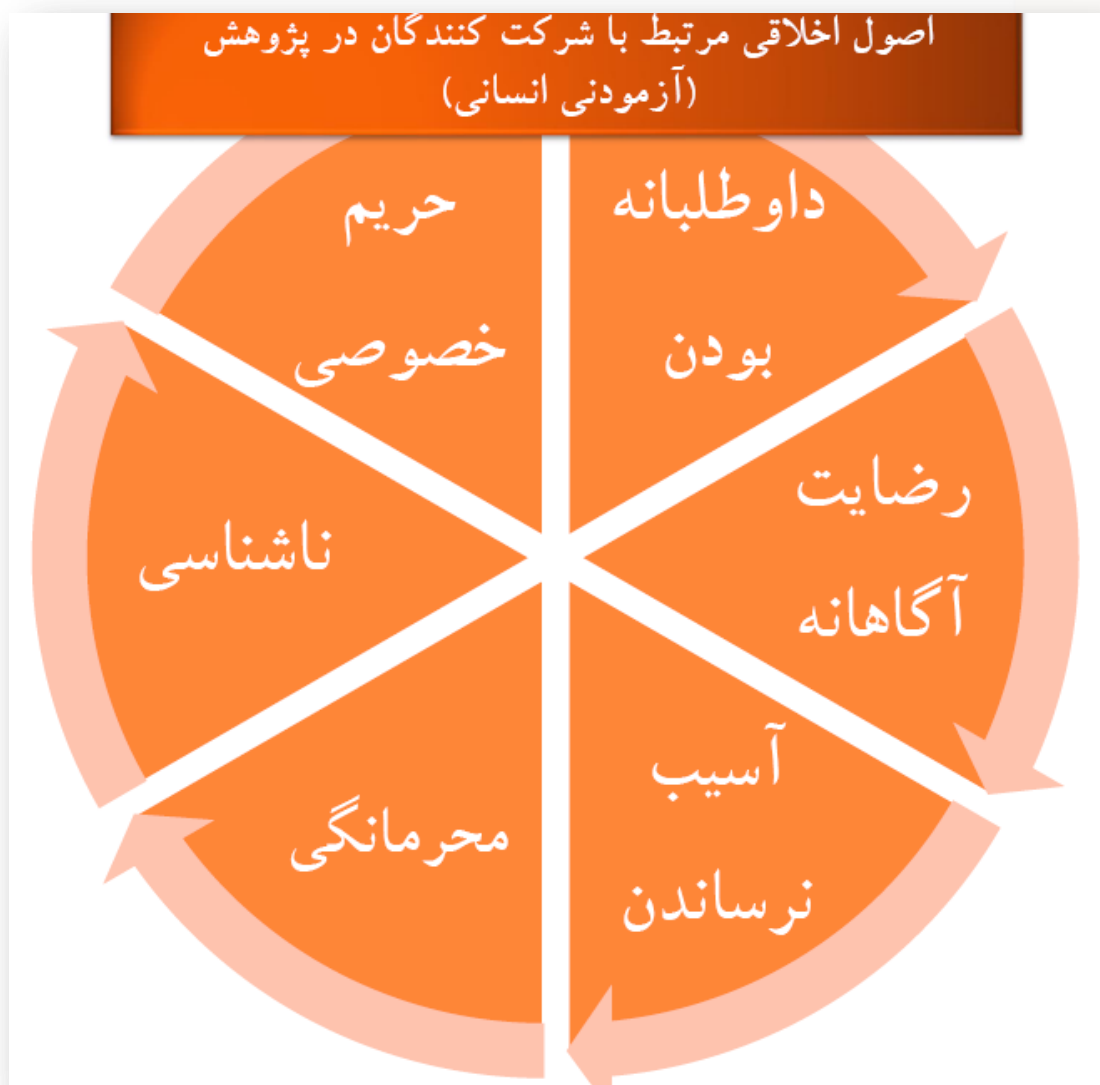 اصول اخلاقی مرتبط با شرکت کنندگان در پژوهش
(آزمودنی انسانی)
داوطلبانه
بودن
رضایت
آگاهانه
آسیب
نرساندن
محرمانگی
ناشناسی
حریم
خصوصی